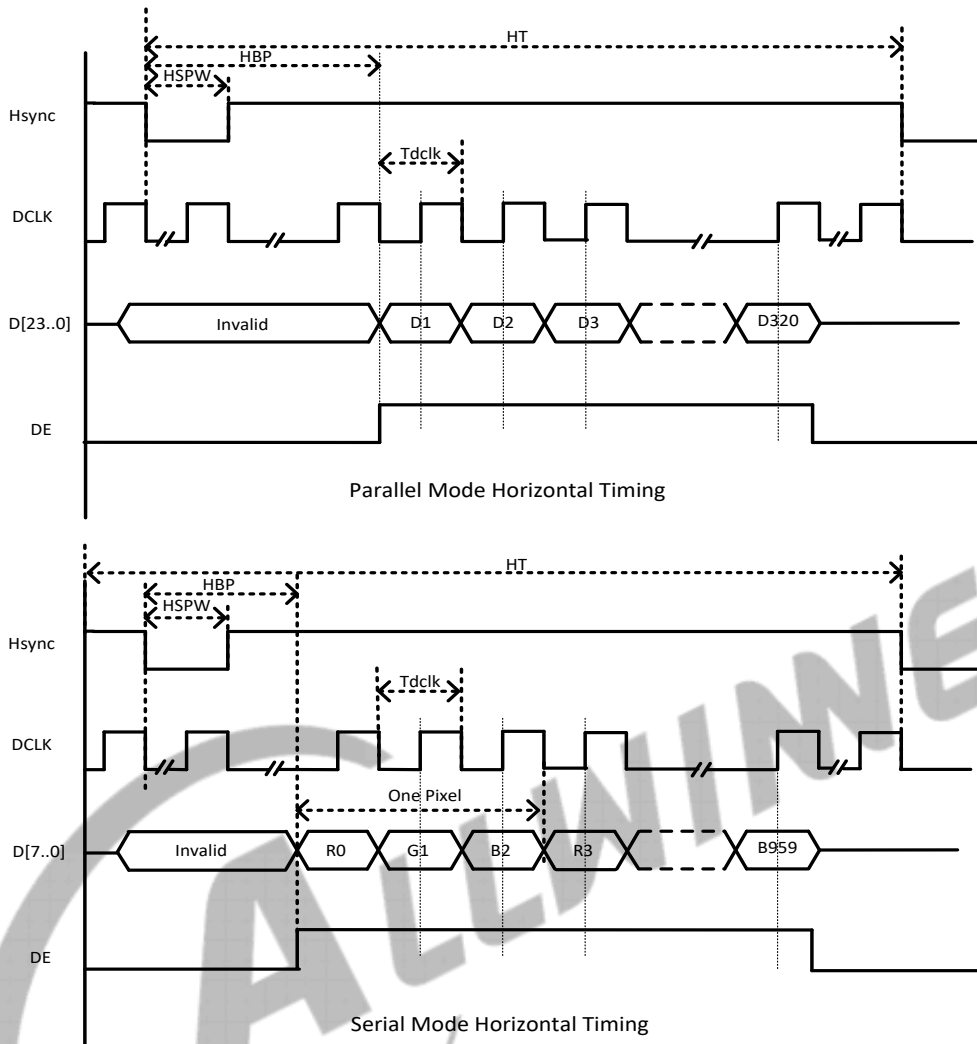 HT
HBP
HSPW
Hsync
Tdclk
DCLK
D[23..0]
Invalid
D1
D2
D3
D320
DE
Parallel Mode Horizontal Timing
HT
HBP
HSPW
Hsync
Tdclk
DCLK
One Pixel
D[7..0]
Invalid
R0
G1
B2
R3
B959
DE
Serial Mode Horizontal Timing
ALLWINNE